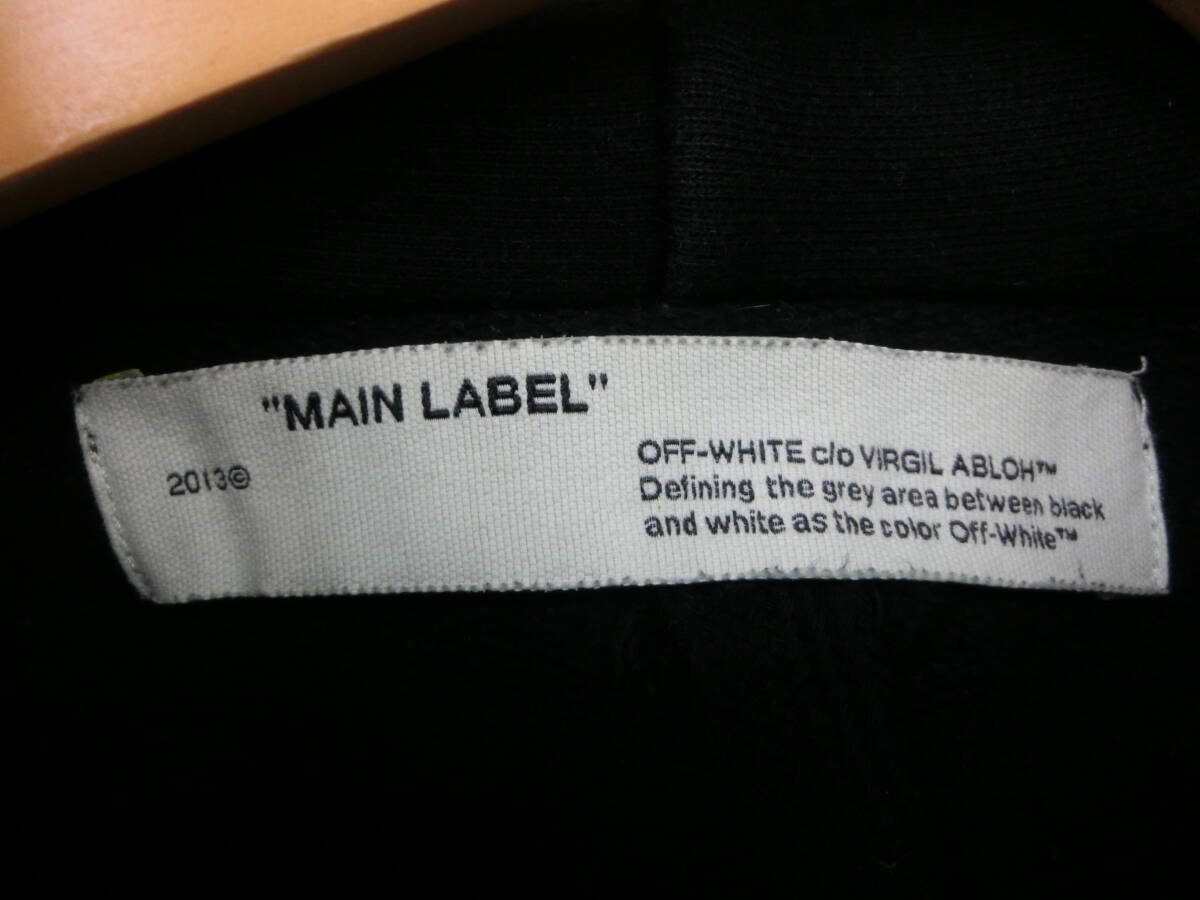 "MAIN LABEL"
2013©
OFF-WHITE c/o VIRGIL ABLOH™
Defining the grey area between black
and white as the color Off-White™